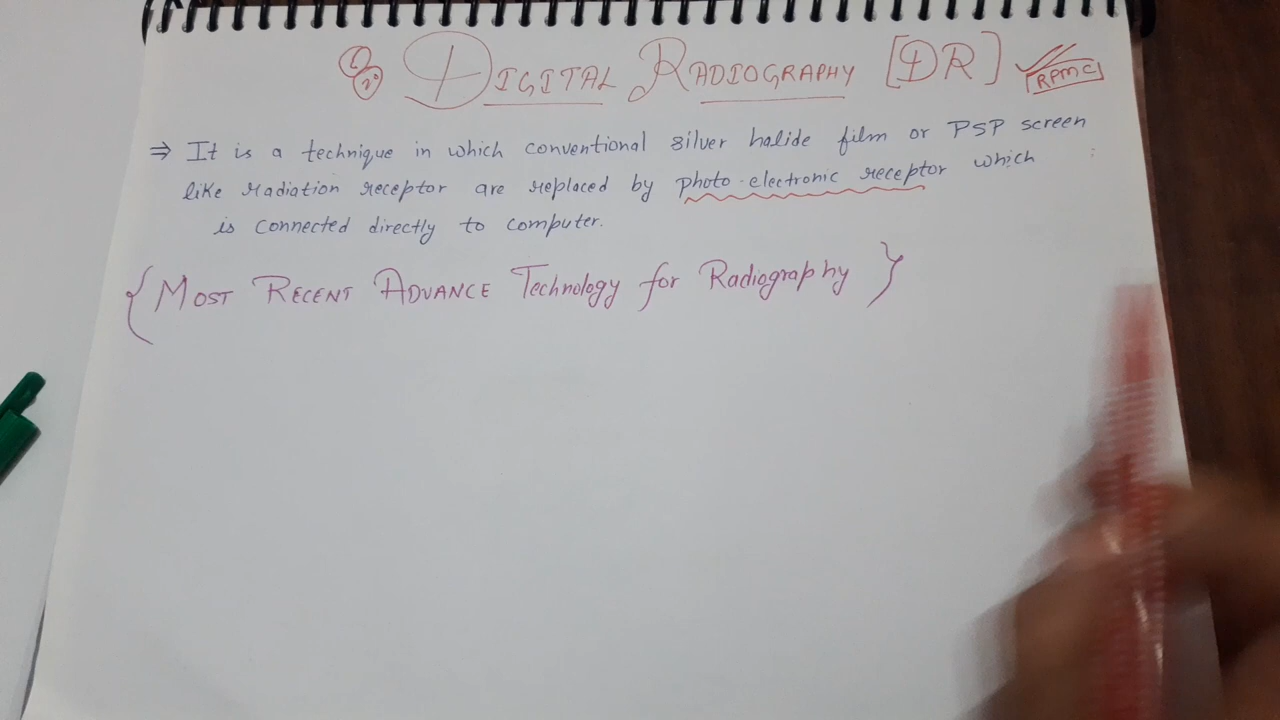 DIGITAL RADIOGRAPHY [DR] RPMC
⇒ It is a technique in which conventional silver halide film or PSP screen
like radiation receptor are replaced by photo-electronic receptor which
is connected directly to computer.
{MOST RECENT ADVANCE Technology for Radiography}